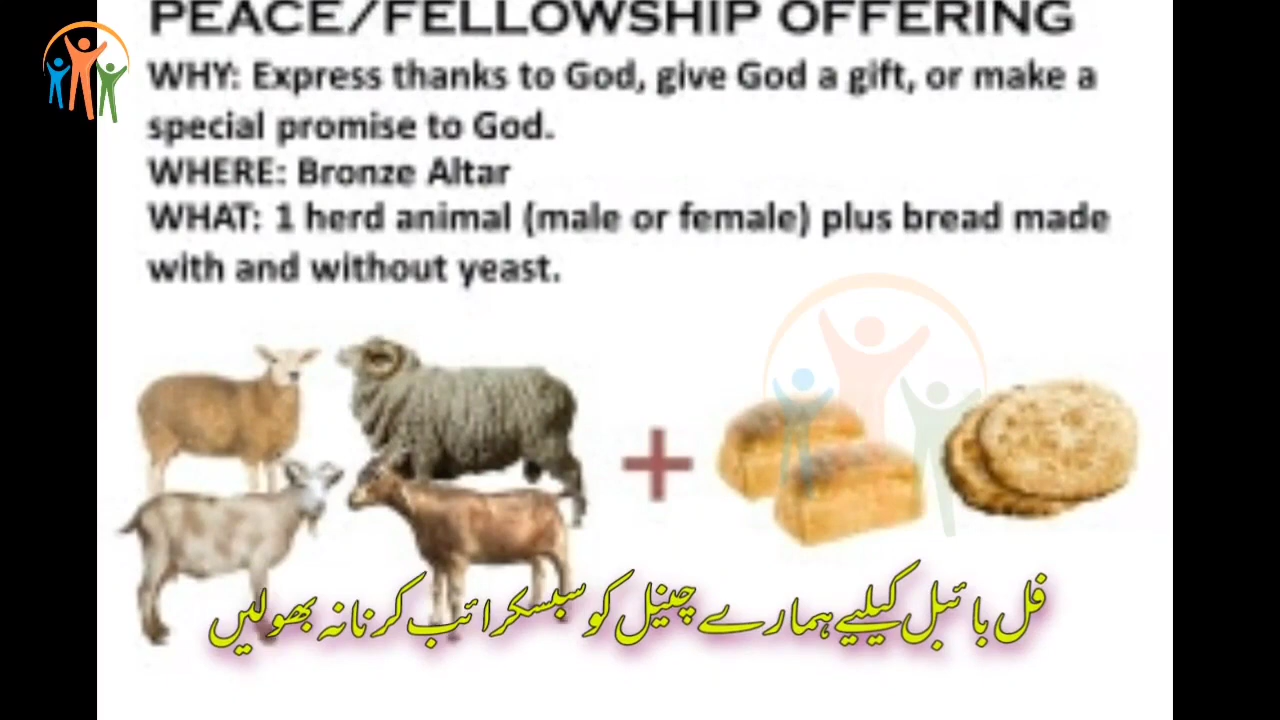 PEACE/FELLOWSHIP OFFERING
WHY: Express thanks to God, give God a gift, or make a
special promise to God.
WHERE: Bronze Altar
WHAT: 1 herd animal (male or female) plus bread made
with and without yeast.
فل بائبل کیلیے ہمارے چینل کو سبسکرائب کرنا نہ بھولیں